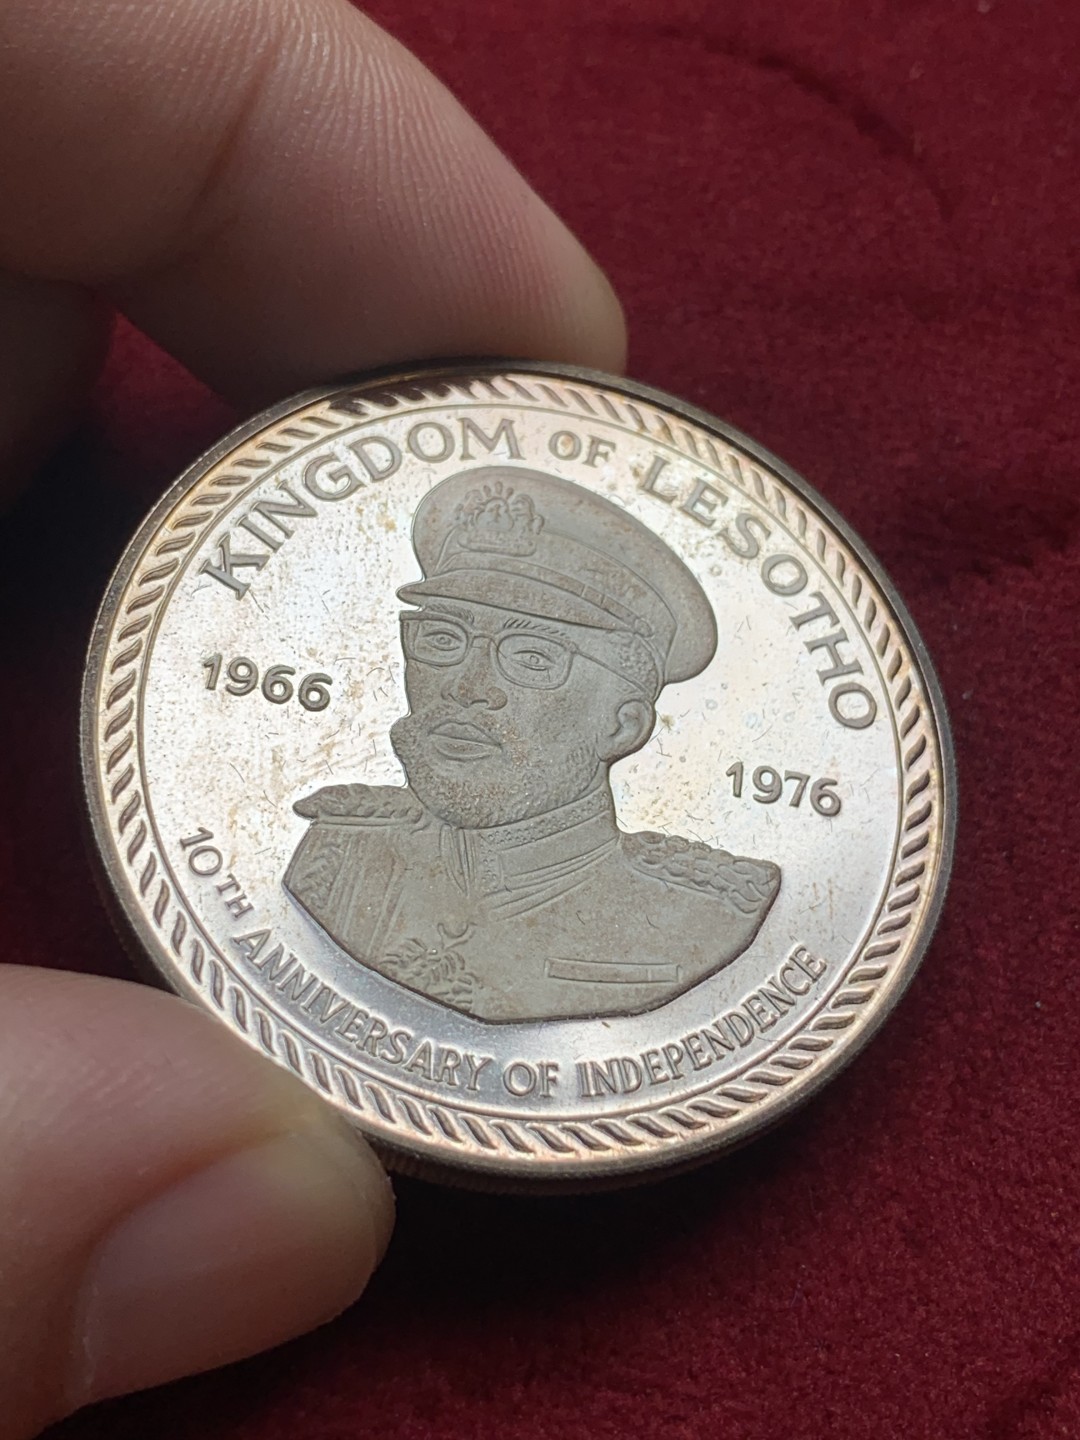 KINGDOM OF LESOTHO
1966
1976
10TH ANNIVERSARY OF INDEPENDENCE